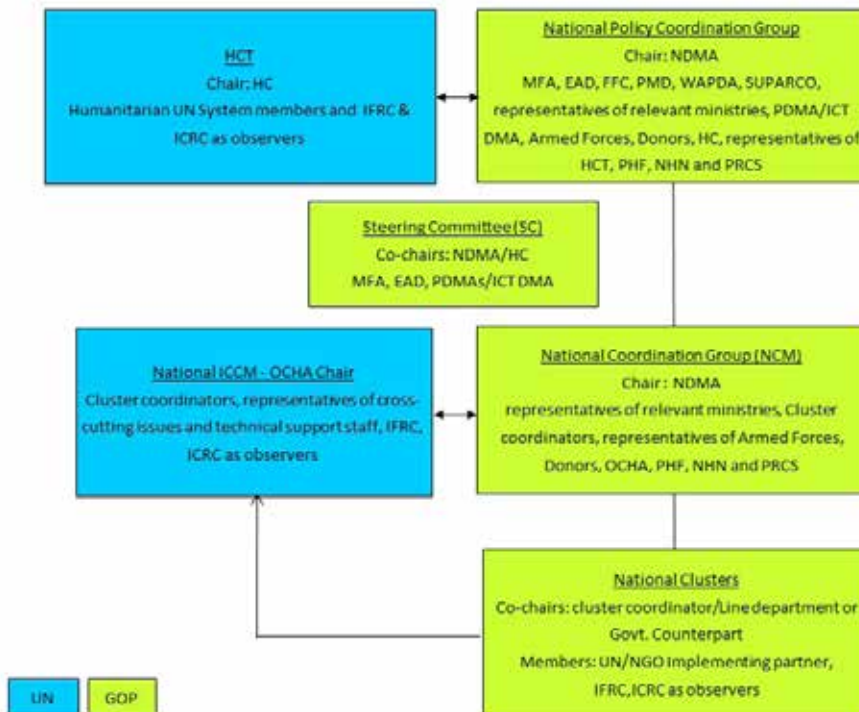 HCT
Chair: HC
Humanitarian UN System members and IFRC &
ICRC as observers
National Policy Coordination Group
Chair: NDMA
MFA, EAD, FFC, PMD, WAPDA, SUPARCO,
representatives of relevant ministries, PDMA/ICT
DMA, Armed Forces, Donors, HC, representatives of
HCT, PHF, NHN and PRCS
Steering Committee (SC)
Co-chairs: NDMA/HC
MFA, EAD, PDMAs/ICT DMA
National ICCM - OCHA Chair
Cluster coordinators, representatives of cross-
cutting issues and technical support staff, IFRC,
ICRC as observers
National Coordination Group (NCM)
Chair : NDMA
representatives of relevant ministries, Cluster
coordinators, representatives of Armed Forces,
Donors, OCHA, PHF, NHN and PRCS
National Clusters
Co-chairs: cluster coordinator/Line department or
Govt. Counterpart
Members: UN/NGO Implementing partner,
IFRC,ICRC as observers
UN
GOP